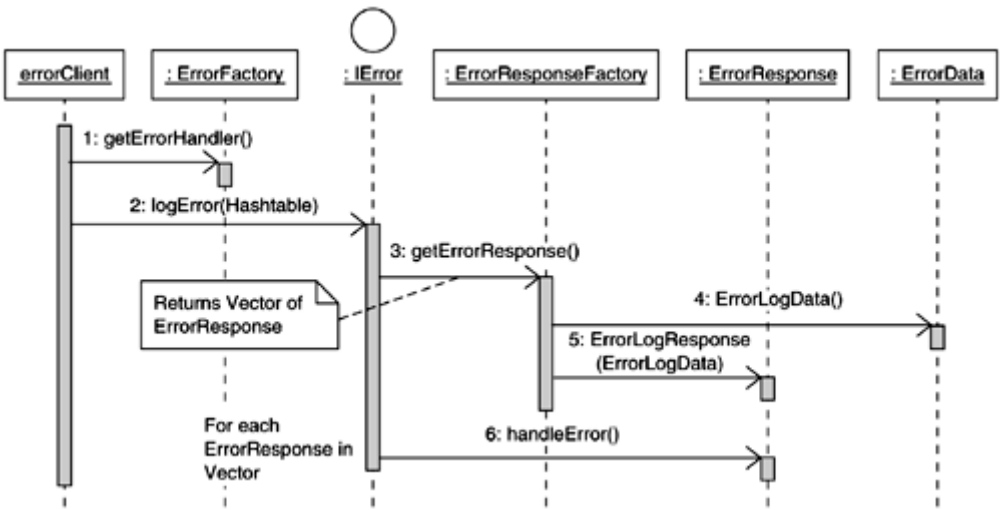 errorClient
: ErrorFactory
: IError
: ErrorResponseFactory
: ErrorResponse
: ErrorData
1: getErrorHandler()
2: logError(Hashtable)
3: getErrorResponse()
Returns Vector of
ErrorResponse
4: ErrorLogData()
5: ErrorLogResponse
(ErrorLogData)
For each
ErrorResponse in
Vector
6: handleError()